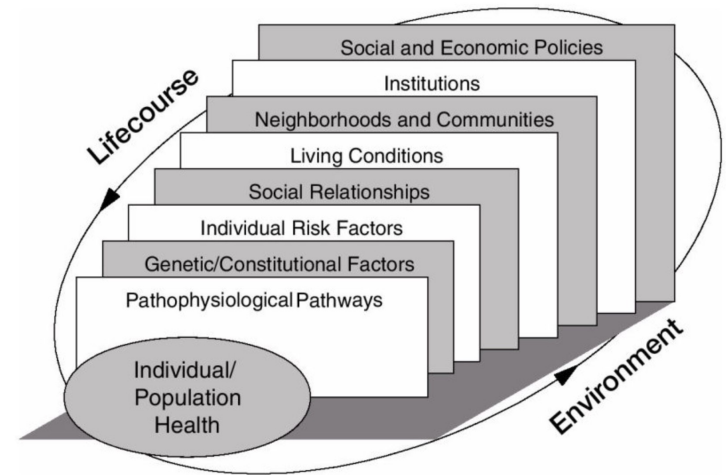 Social and Economic Policies
Lifecourse
Institutions
Neighborhoods and Communities
Living Conditions
Social Relationships
Individual Risk Factors
Genetic/Constitutional Factors
Pathophysiological Pathways
Individual/
Population
Health
Environment